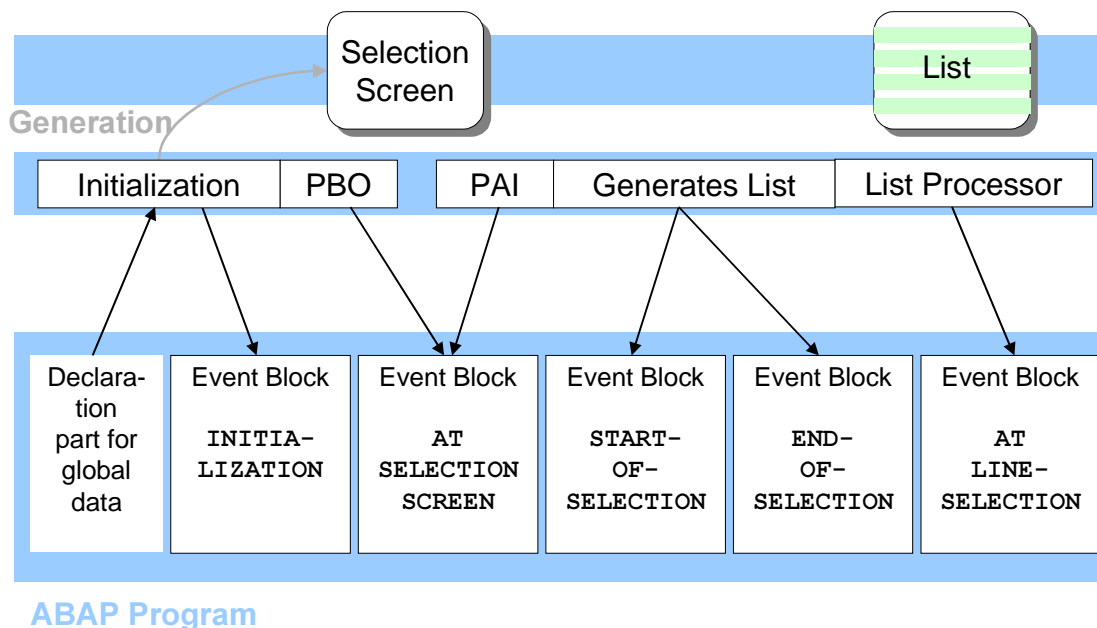 Selection
Screen
List
Generation
Initialization
PBO
PAI
Generates List
List Processor
Declara-
tion
part for
global
data
Event Block
INITIA-
LIZATION
Event Block
AT
SELECTION
SCREEN
Event Block
START-
OF-
SELECTION
Event Block
END-
OF-
SELECTION
Event Block
AT
LINE-
SELECTION
ABAP Program